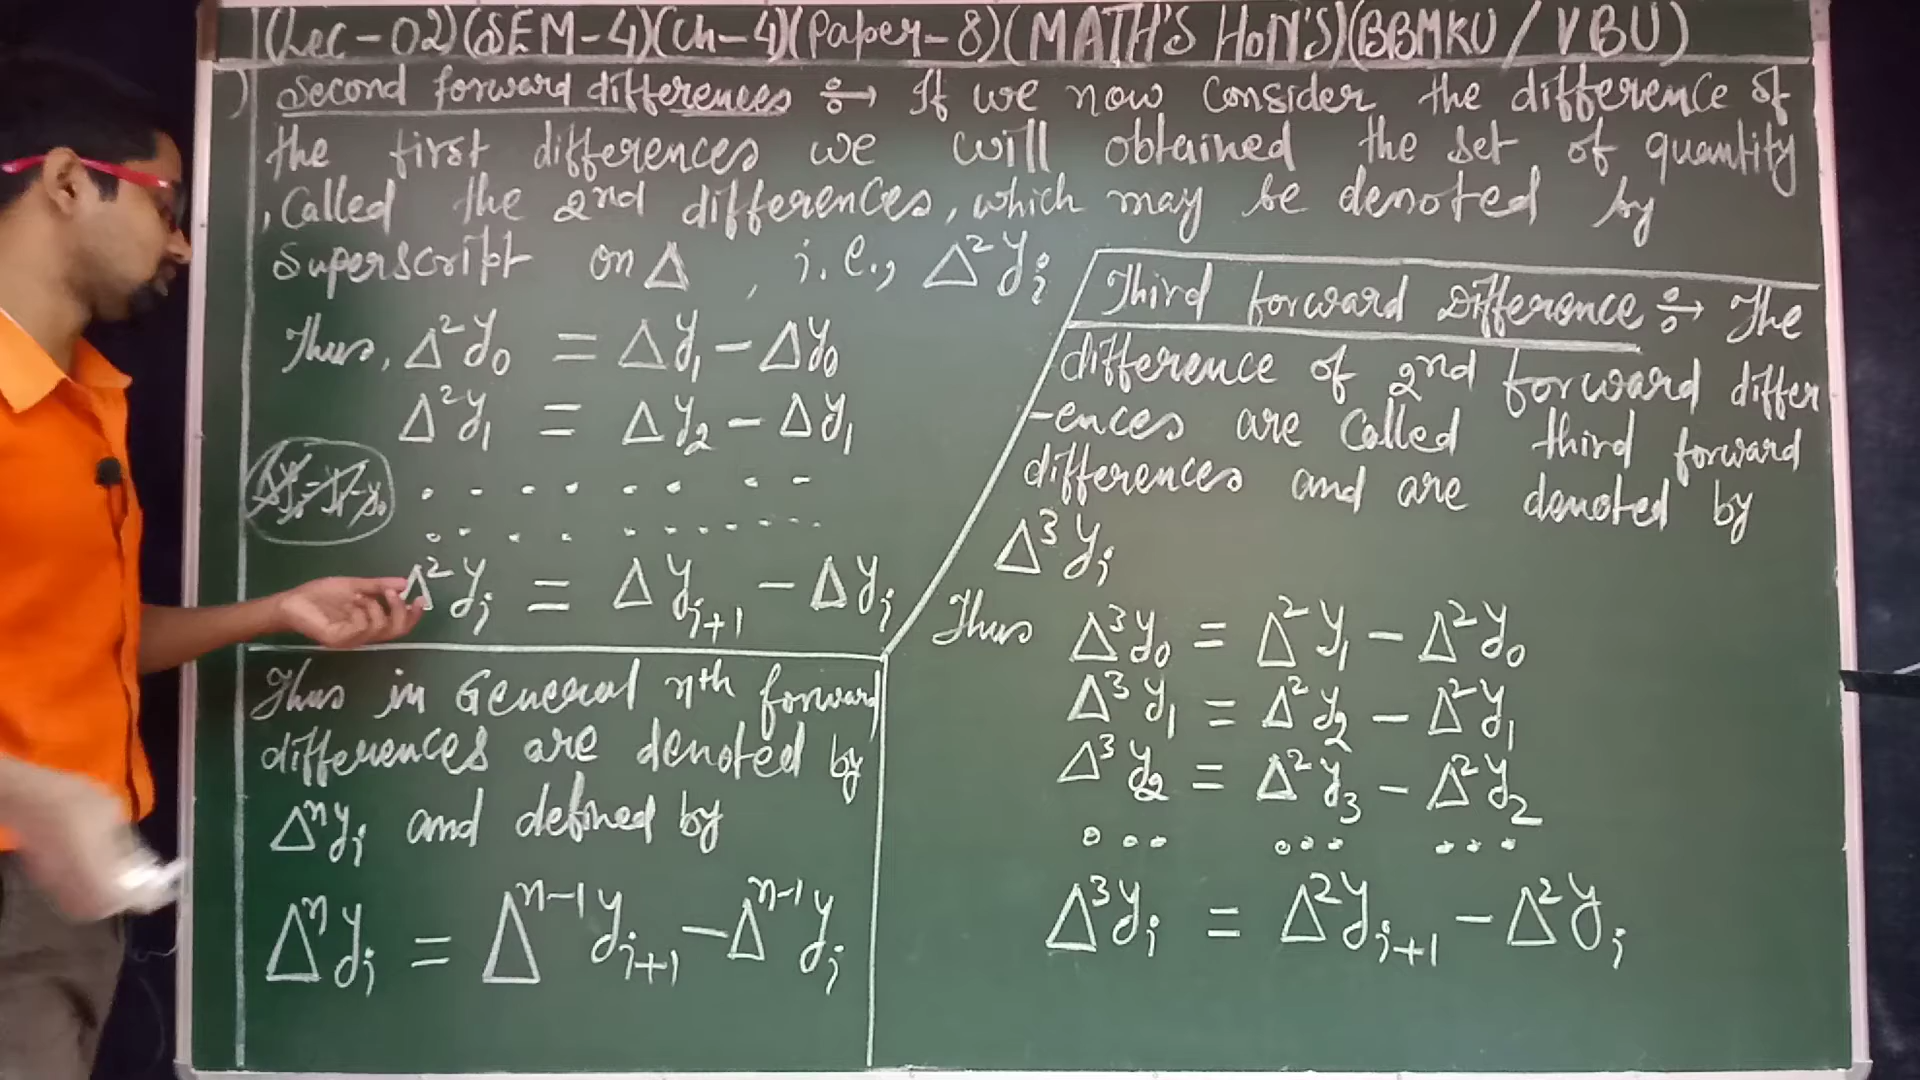 (Lec-02)(SEM-4)(Ch-4)(Paper-8)(MATH'S HON'S)(BBMKU/VBU)
) Second forward differences ÷→ If we now consider the difference of
the first differences we will obtained the set of quantity
, Called the 2nd differences, which may be denoted by
Superscript on Δ , i.e., Δ²yᵢ
Thus, Δ²y₀ = Δy₁ - Δy₀
Δ²y₁ = Δy₂ - Δy₁
. - . . . . . -
. . . . . . . . . .
Δ²yᵢ = Δyᵢ₊₁ - Δyᵢ
Thus in General nth forward
differences are denoted by
Δⁿyᵢ and defined by
Δⁿyᵢ = Δⁿ⁻¹yᵢ₊₁ - Δⁿ⁻¹yᵢ
Third forward Difference ÷→ The
difference of 2nd forward differ
-ences are Called third forward
differences and are denoted by
Δ³yᵢ
Thus Δ³y₀ = Δ²y₁ - Δ²y₀
Δ³y₁ = Δ²y₂ - Δ²y₁
Δ³y₂ = Δ²y₃ - Δ²y₂
... ... ...
Δ³yᵢ = Δ²yᵢ₊₁ - Δ²yᵢ